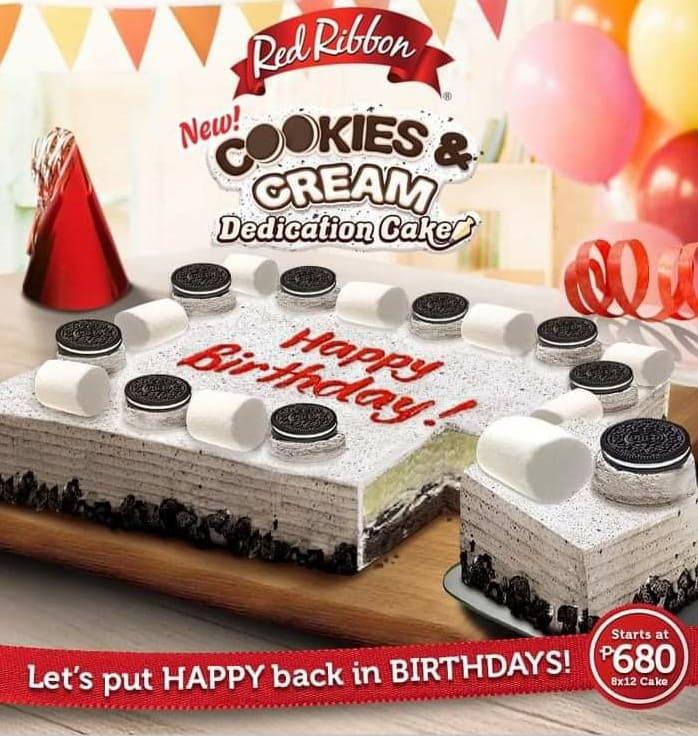 Red Ribbon
®
New!
COOKIES &
CREAM
Dedication Cake
Happy
Birthday!
Let's put HAPPY back in BIRTHDAYS!
Starts at
₱680
8x12 Cake